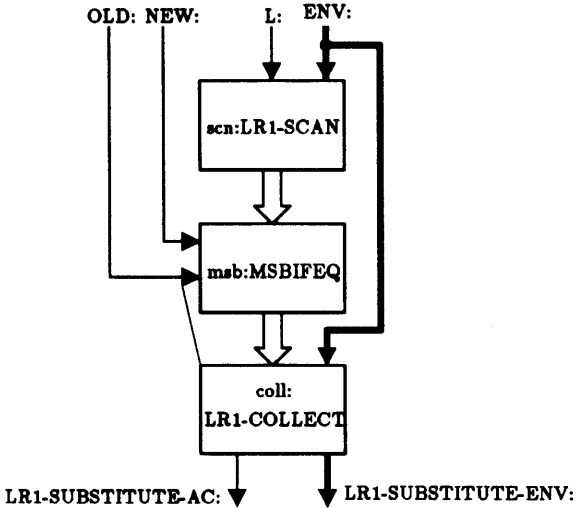 OLD: NEW: L: ENV:
scn:LR1-SCAN
msb:MSBIFEQ
coll:
LR1-COLLECT
LR1-SUBSTITUTE-AC: LR1-SUBSTITUTE-ENV: